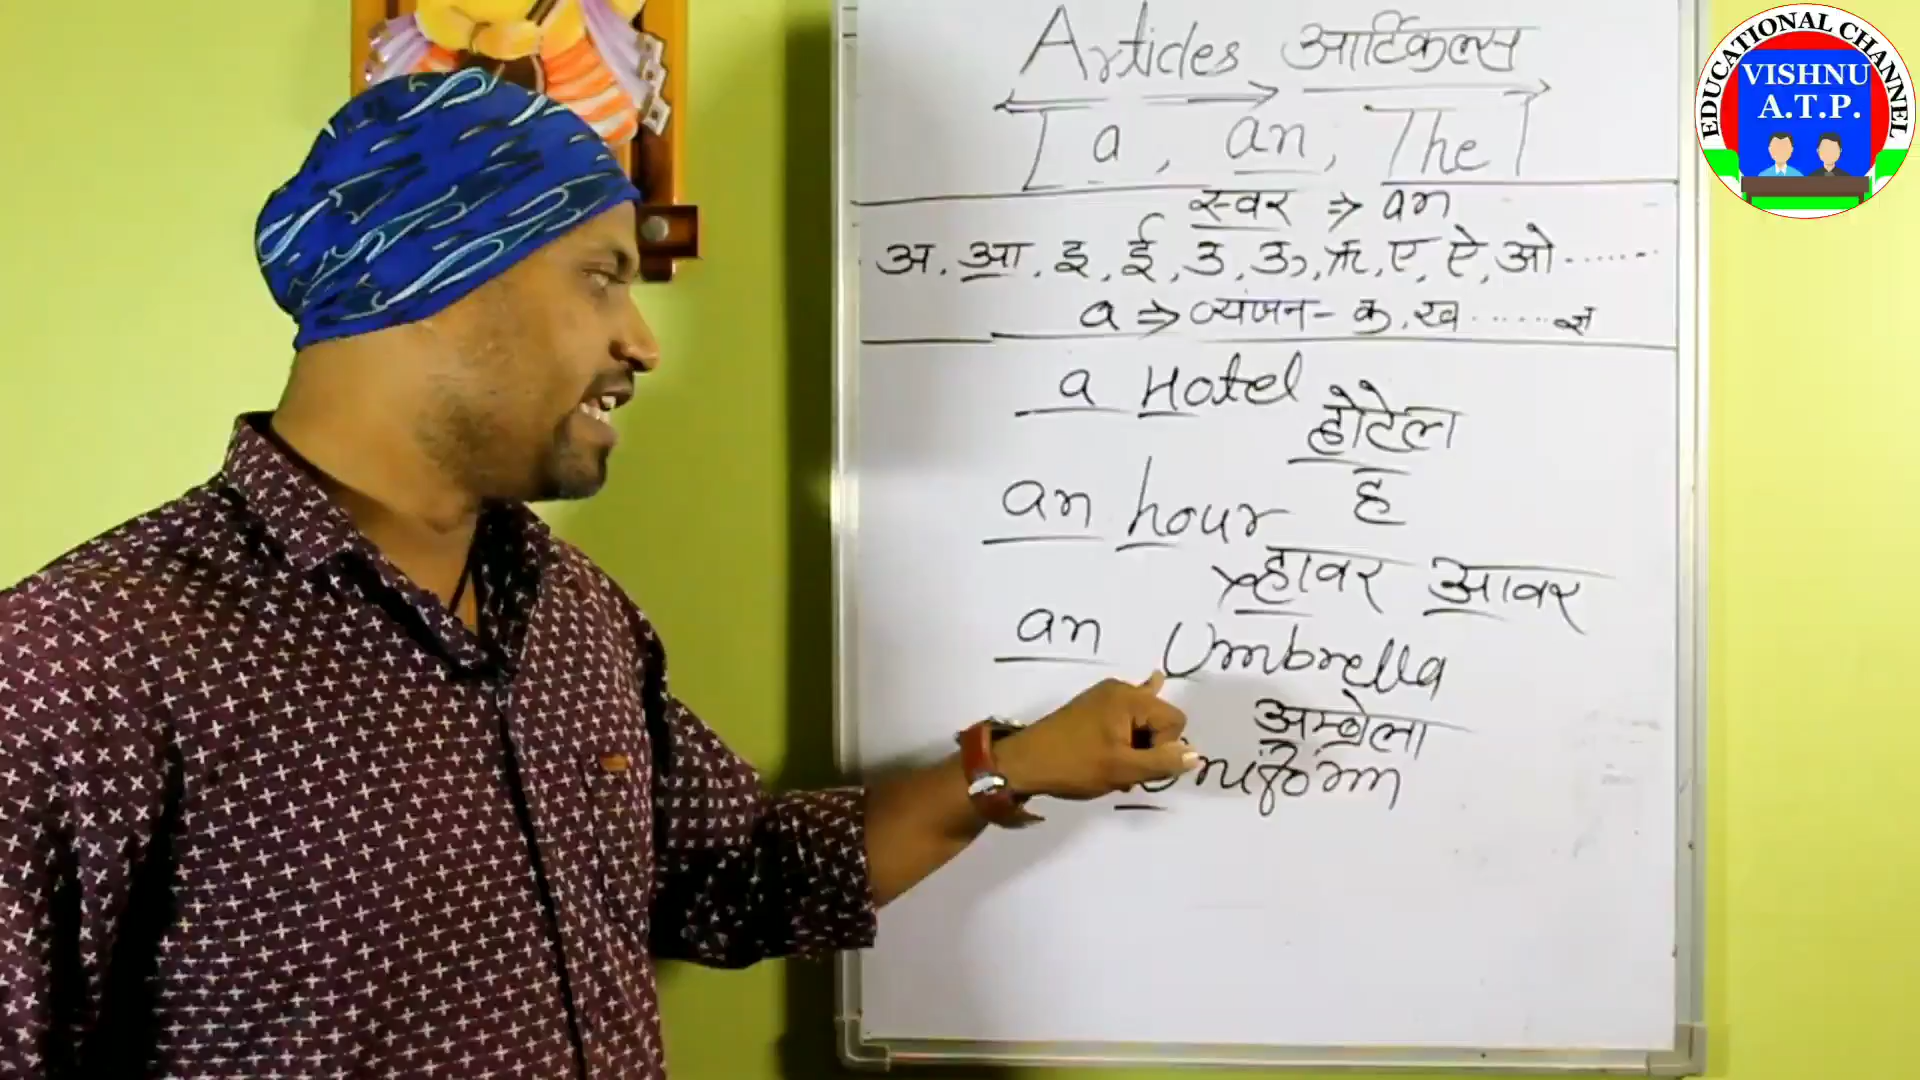 Articles आर्टिकल्स
[ a, an, The ]
स्वर ⇒ an
अ, आ, इ, ई, उ, ऊ, ऋ, ए, ऐ, ओ.......
a ⇒ व्यंजन - क, ख ...... ज्ञ
a Hotel
होटेल
ह
an hour
× हावर आवर
an Umbrella
अम्ब्रेला
Uniform
EDUCATIONAL CHANNEL
VISHNU
A.T.P.